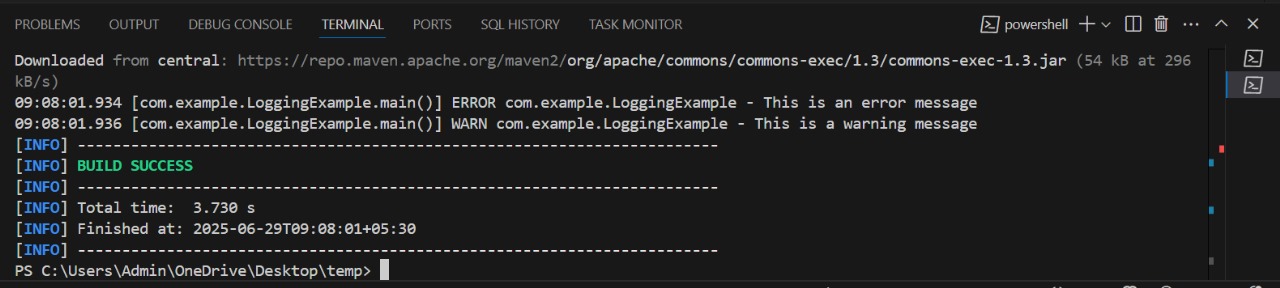 PROBLEMS OUTPUT DEBUG CONSOLE TERMINAL PORTS SQL HISTORY TASK MONITOR powershell
Downloaded from central: https://repo.maven.apache.org/maven2/org/apache/commons/commons-exec/1.3/commons-exec-1.3.jar (54 kB at 296
kB/s)
09:08:01.934 [com.example.LoggingExample.main()] ERROR com.example.LoggingExample - This is an error message
09:08:01.936 [com.example.LoggingExample.main()] WARN com.example.LoggingExample - This is a warning message
[INFO] ------------------------------------------------------------------------
[INFO] BUILD SUCCESS
[INFO] ------------------------------------------------------------------------
[INFO] Total time:  3.730 s
[INFO] Finished at: 2025-06-29T09:08:01+05:30
[INFO] ------------------------------------------------------------------------
PS C:\Users\Admin\OneDrive\Desktop\temp>